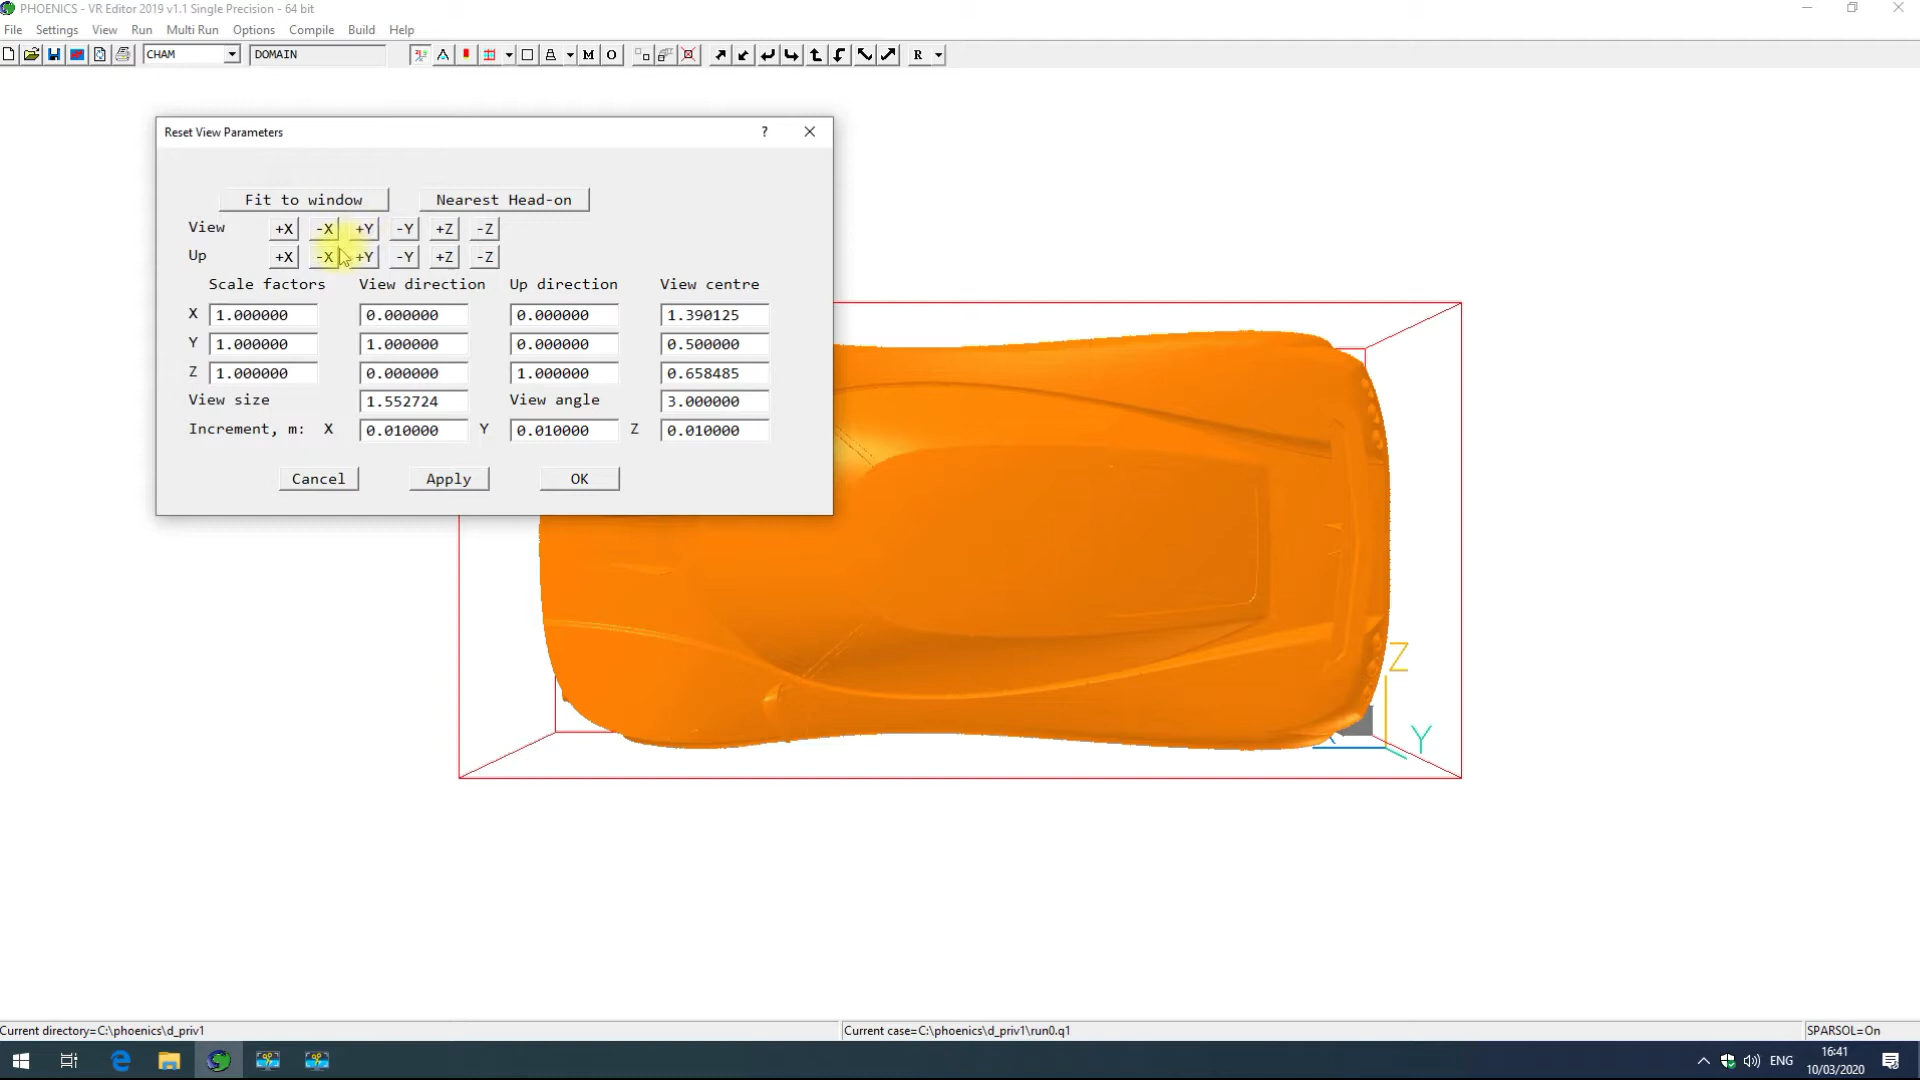 PHOENICS - VR Editor 2019 v1.1 Single Precision - 64 bit
File Settings View Run Multi Run Options Compile Build Help
CHAM DOMAIN M O R
Reset View Parameters ?
Fit to window Nearest Head-on
View +X -X +Y -Y +Z -Z
Up +X -X +Y -Y +Z -Z
Scale factors View direction Up direction View centre
X 1.000000 0.000000 0.000000 1.390125
Y 1.000000 1.000000 0.000000 0.500000
Z 1.000000 0.000000 1.000000 0.658485
View size 1.552724 View angle 3.000000
Increment, m: X 0.010000 Y 0.010000 Z 0.010000
Cancel Apply OK
Z
Y
Current directory=C:\phoenics\d_priv1 Current case=C:\phoenics\d_priv1\run0.q1 SPARSOL=On
ENG 16:41
10/03/2020